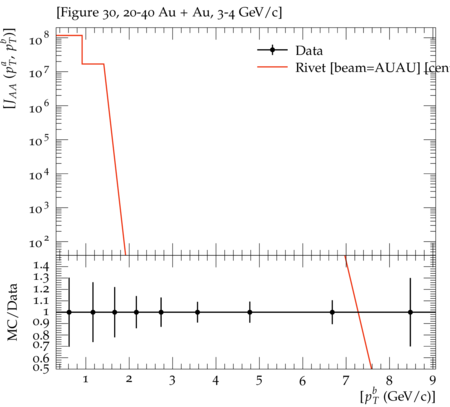 [Figure 30, 20-40 Au + Au, 3-4 GeV/c]
[J_AA (p_T^a, p_T^b)]
10^8
10^7
10^6
10^5
10^4
10^3
10^2
Data
Rivet [beam=AUAU] [cen
MC/Data
1.4
1.3
1.2
1.1
1
0.9
0.8
0.7
0.6
0.5
1 2 3 4 5 6 7 8 9
[p_T^b (GeV/c)]